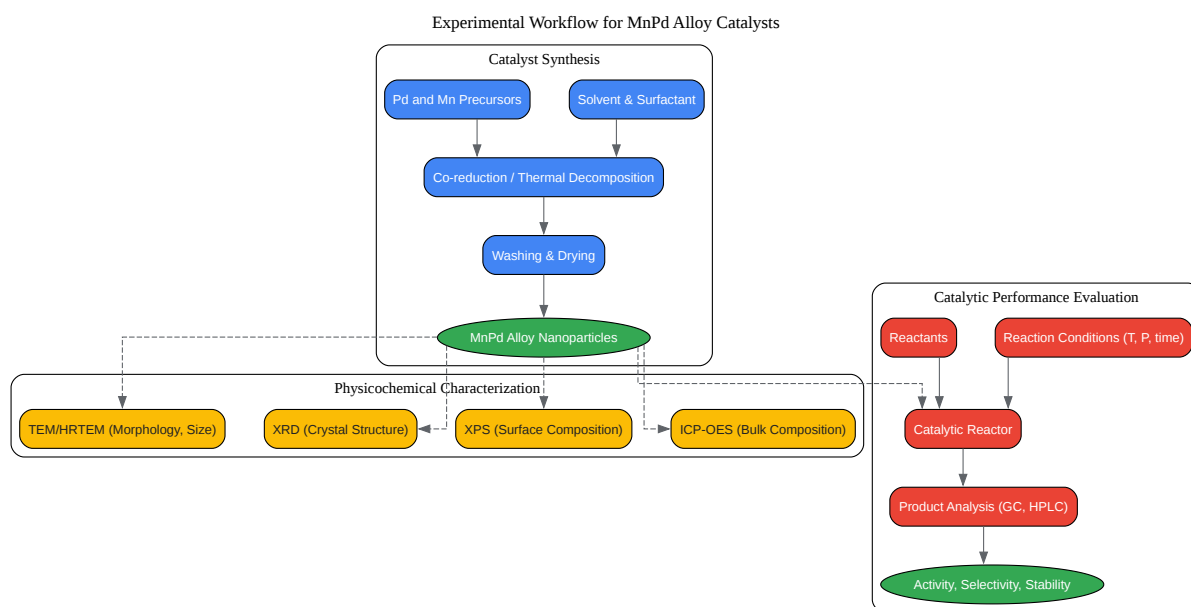 Experimental Workflow for MnPd Alloy Catalysts
Catalyst Synthesis
Pd and Mn Precursors
Solvent & Surfactant
Co-reduction / Thermal Decomposition
Washing & Drying
MnPd Alloy Nanoparticles
Physicochemical Characterization
TEM/HRTEM (Morphology, Size)
XRD (Crystal Structure)
XPS (Surface Composition)
ICP-OES (Bulk Composition)
Catalytic Performance Evaluation
Reactants
Reaction Conditions (T, P, time)
Catalytic Reactor
Product Analysis (GC, HPLC)
Activity, Selectivity, Stability